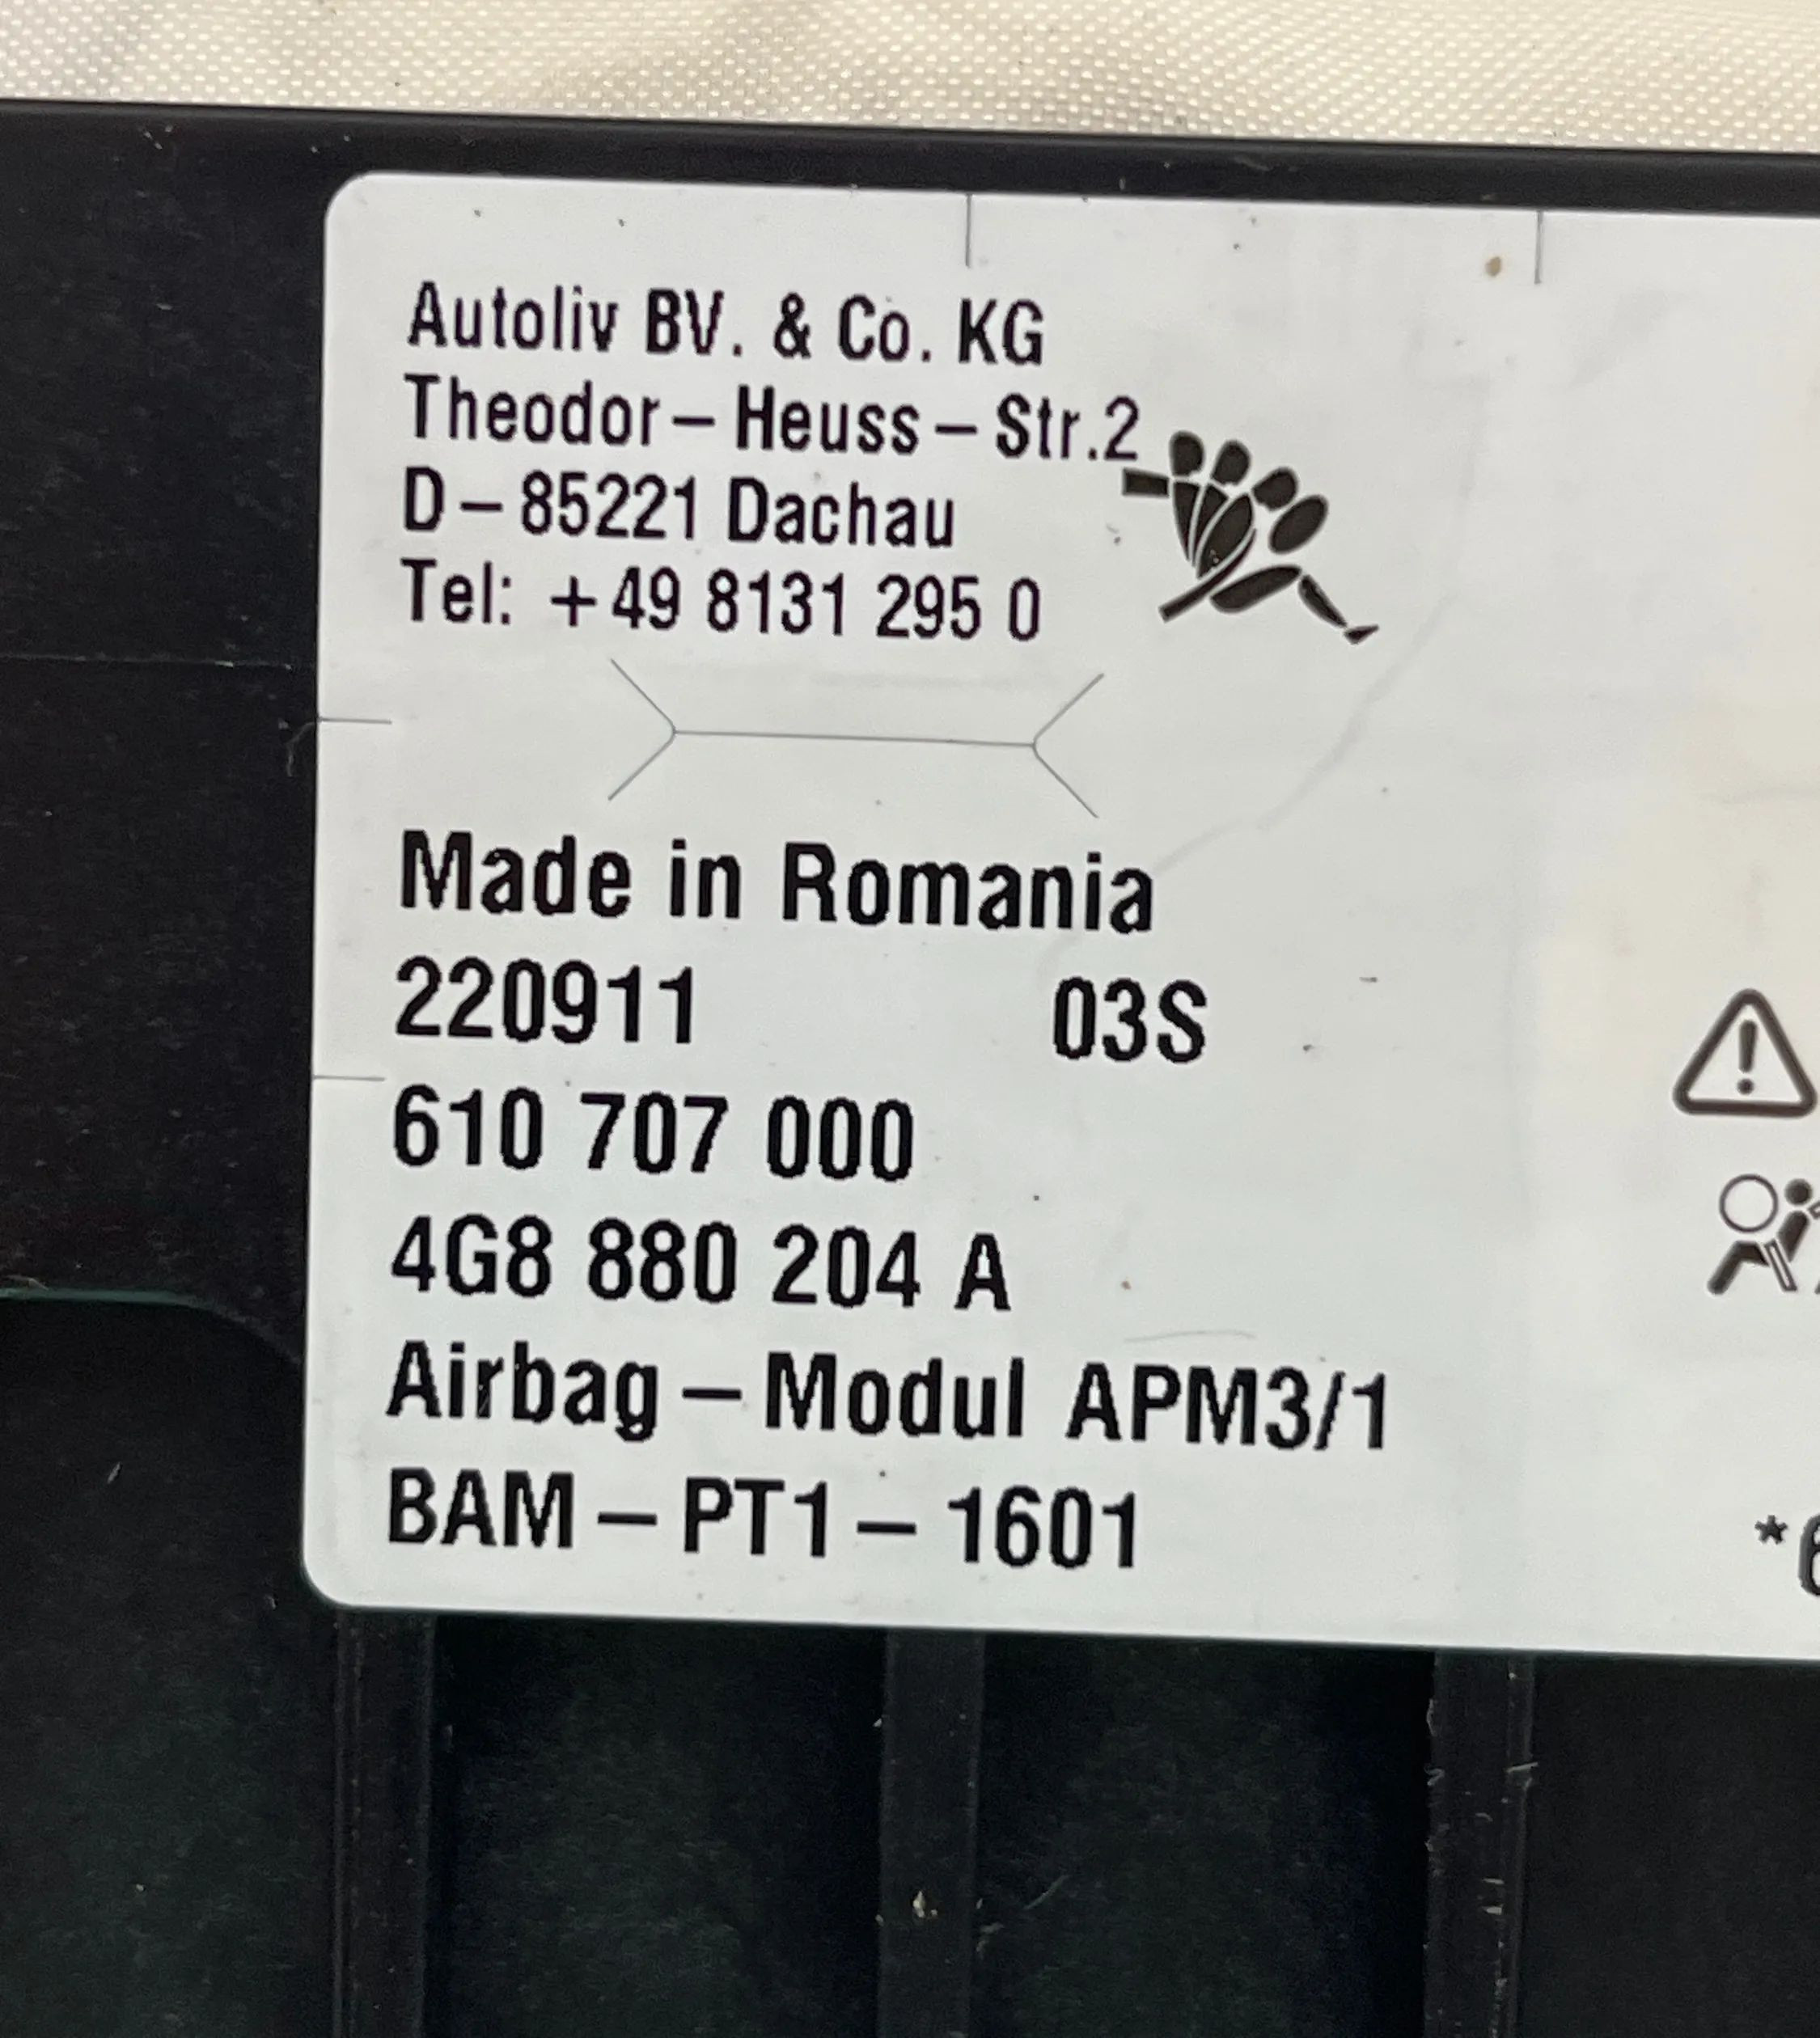 Autoliv BV. & Co. KG
Theodor-Heuss-Str.2
D-85221 Dachau
Tel: +49 8131 295 0
Made in Romania
220911 03S
610 707 000
4G8 880 204 A
Airbag-Modul APM3/1
BAM-PT1-1601